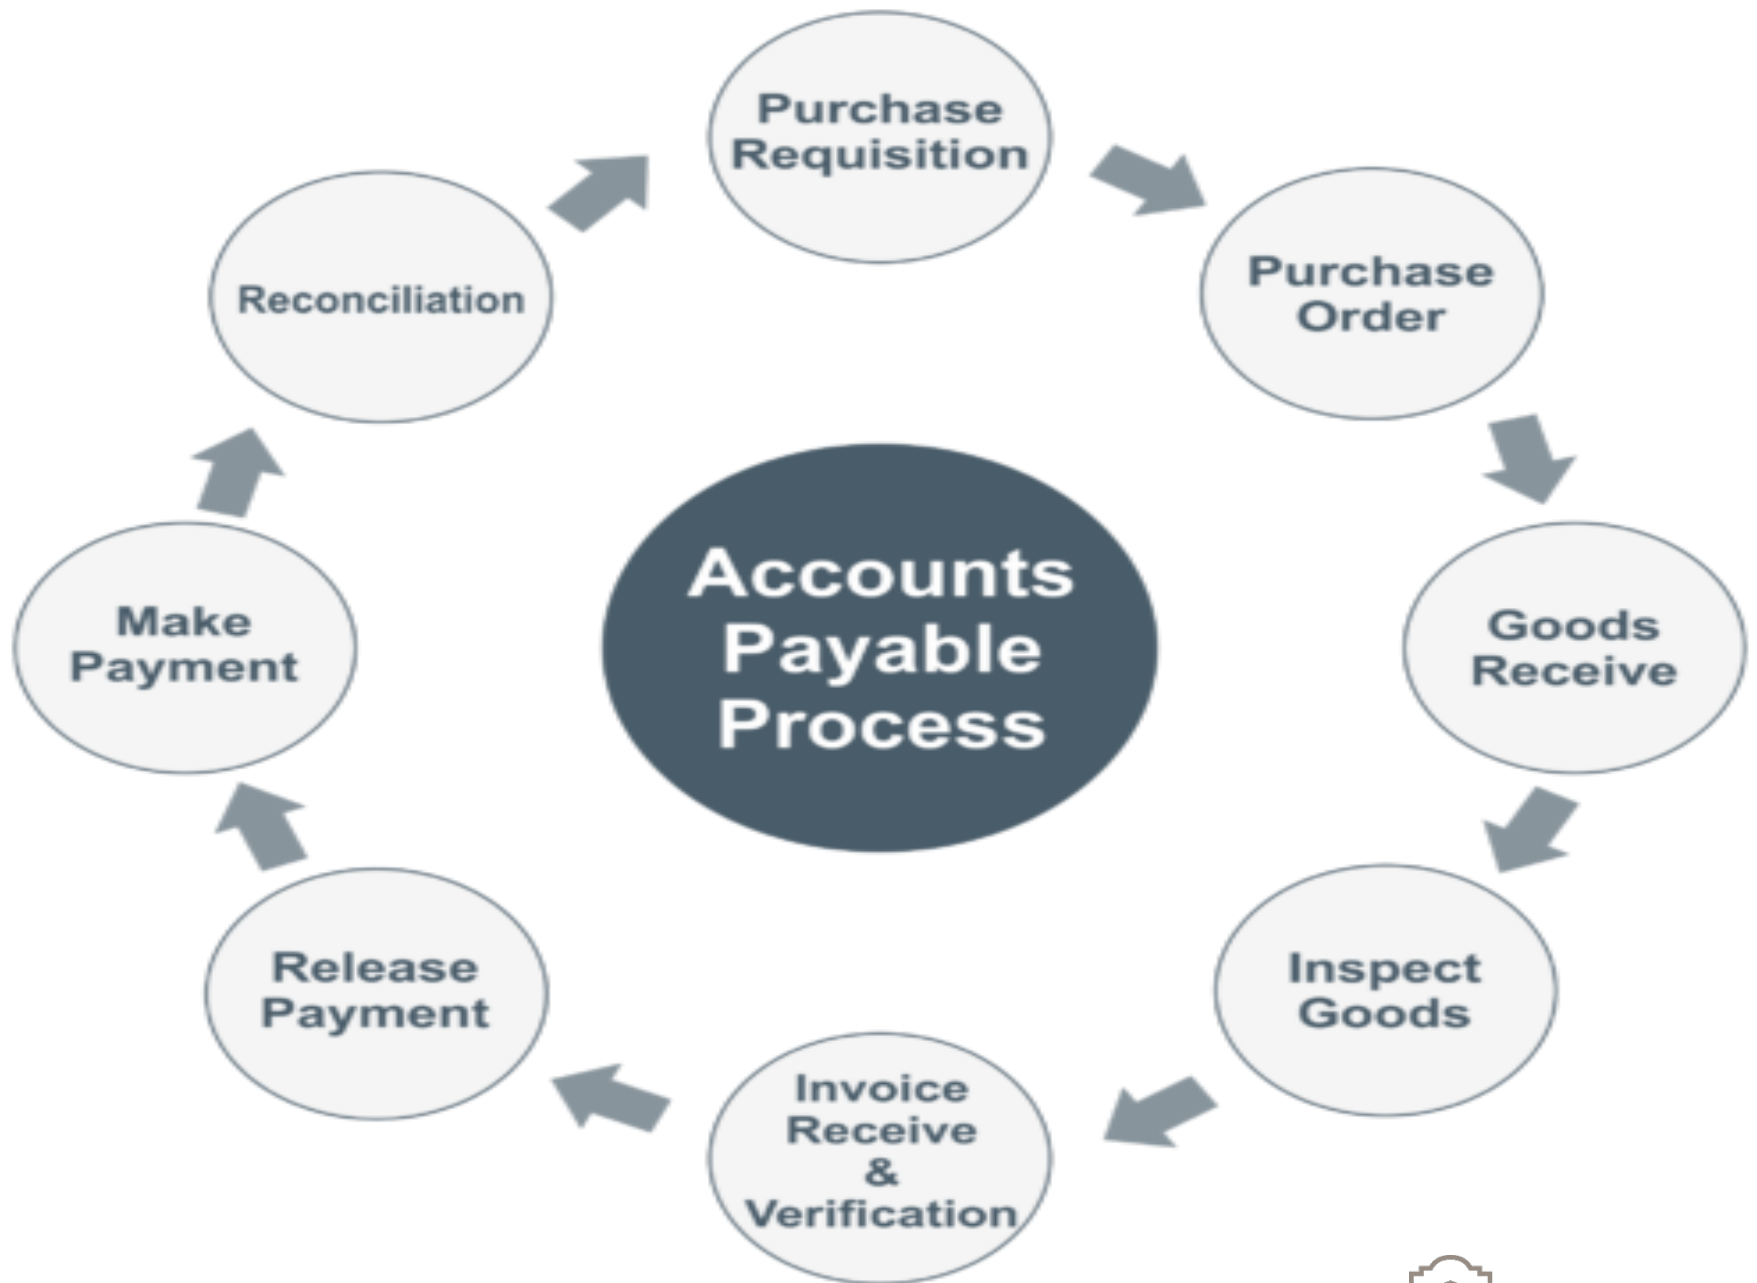 Purchase
Requisition
Purchase
Order
Goods
Receive
Inspect
Goods
Invoice
Receive
&
Verification
Release
Payment
Make
Payment
Reconciliation
Accounts
Payable
Process